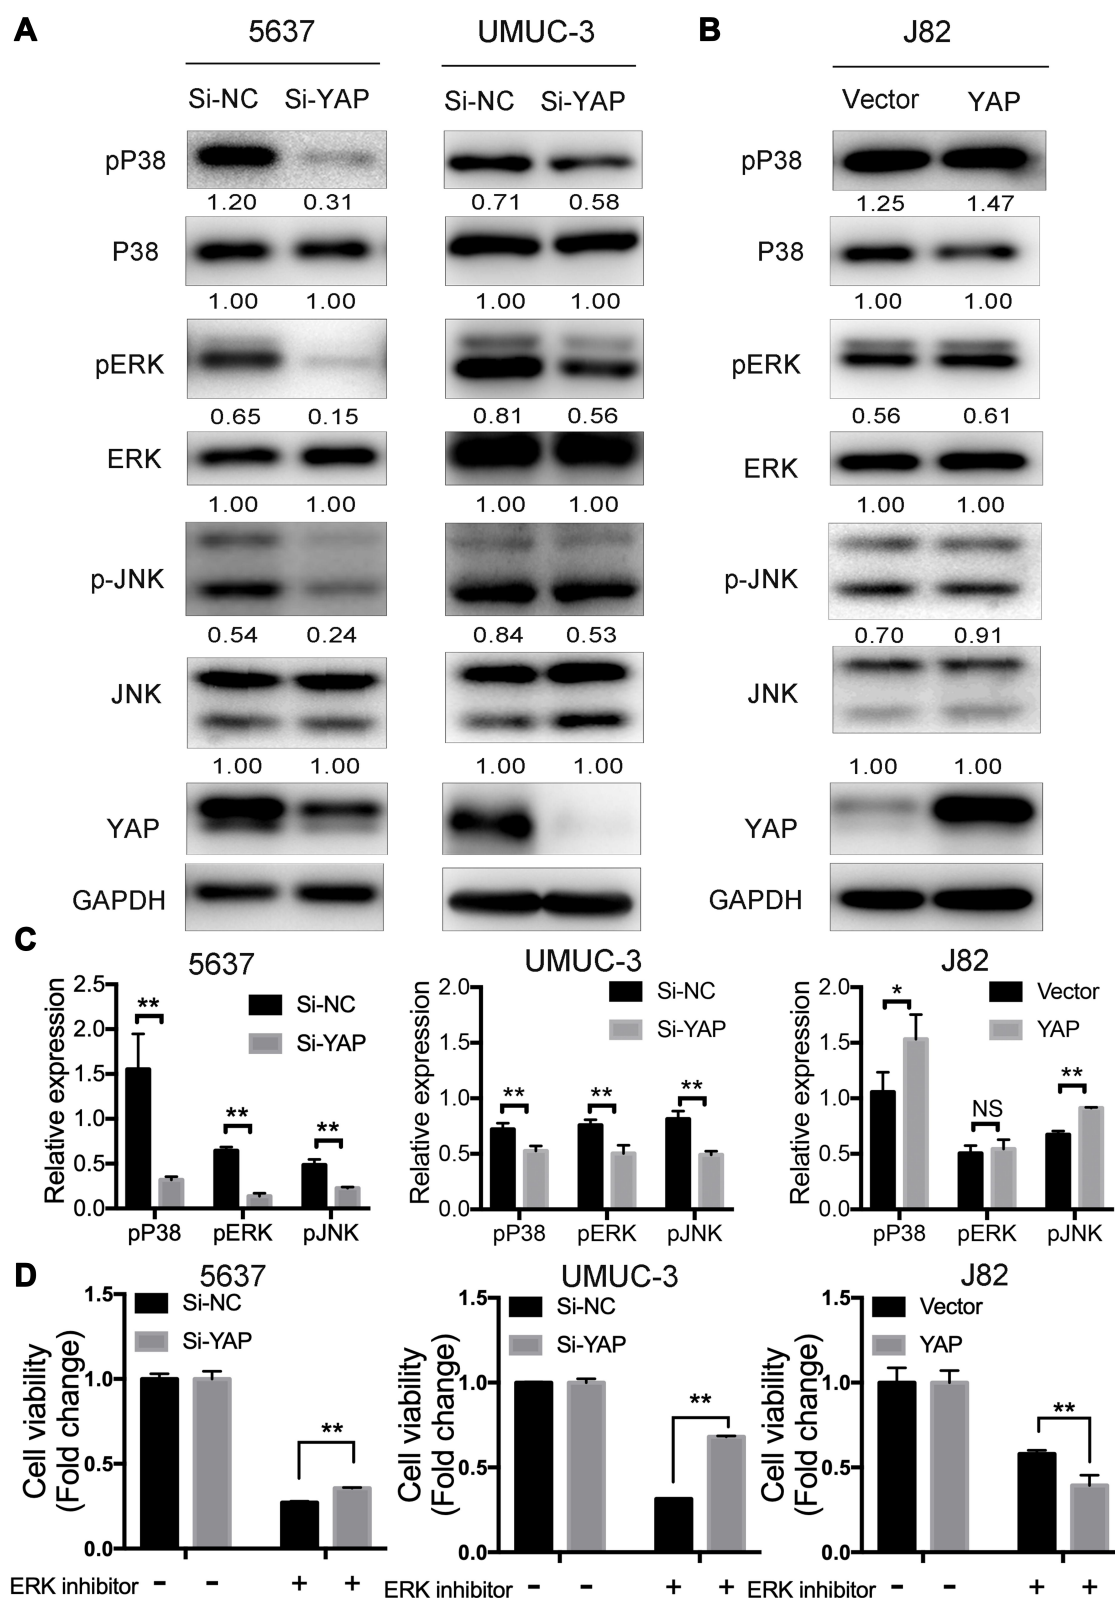 A 5637 UMUC-3 B J82
Si-NC Si-YAP Si-NC Si-YAP Vector YAP
pP38 pP38
1.20 0.31 0.71 0.58 1.25 1.47
P38 P38
1.00 1.00 1.00 1.00 1.00 1.00
pERK pERK
0.65 0.15 0.81 0.56 0.56 0.61
ERK ERK
1.00 1.00 1.00 1.00 1.00 1.00
p-JNK p-JNK
0.54 0.24 0.84 0.53 0.70 0.91
JNK JNK
1.00 1.00 1.00 1.00 1.00 1.00
YAP YAP
GAPDH GAPDH
C
5637
Relative expression
2.5
2.0
1.5
1.0
0.5
0.0
Si-NC
Si-YAP
**
**
**
pP38 pERK pJNK
UMUC-3
Relative expression
2.0
1.5
1.0
0.5
0.0
Si-NC
Si-YAP
** ** **
pP38 pERK pJNK
J82
Relative expression
2.0
1.5
1.0
0.5
0.0
Vector
YAP
*
NS
**
pP38 pERK pJNK
D
5637
Cell viability
(Fold change)
1.5
1.0
0.5
0.0
Si-NC
Si-YAP
**
ERK inhibitor - - + +
UMUC-3
Cell viability
(Fold change)
1.5
1.0
0.5
0.0
Si-NC
Si-YAP
**
ERK inhibitor - - + +
J82
Cell viability
(Fold change)
1.5
1.0
0.5
0.0
Vector
YAP
**
ERK inhibitor - - + +